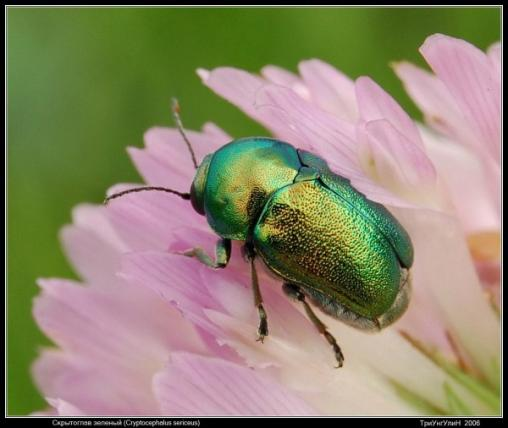 Скрытоглав зеленый (Cryptocephalus sericeus)
ТриУнгУлиН 2006